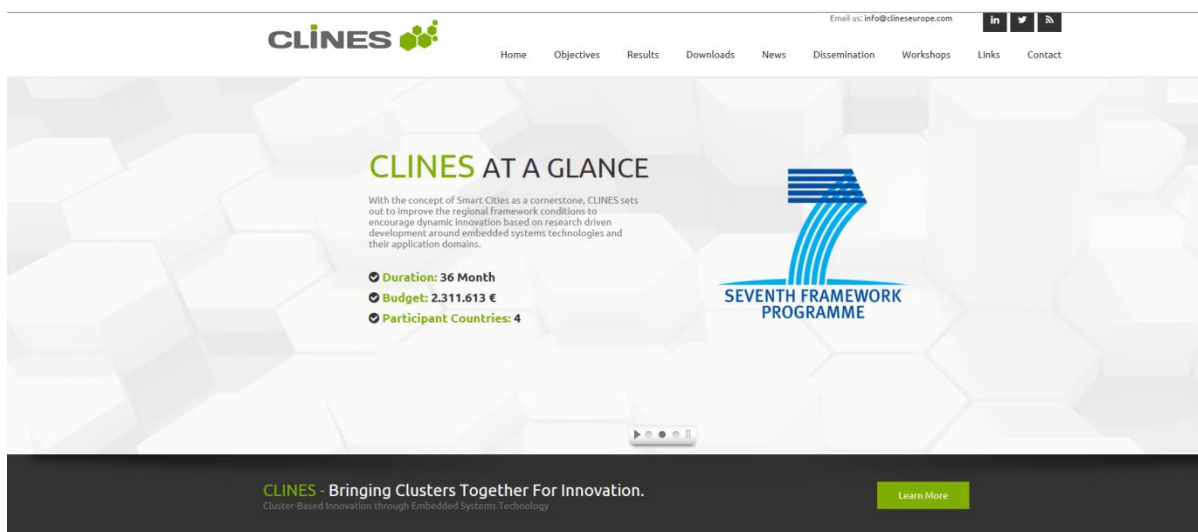 Email us: info@clineseurope.com
CLINES
Home Objectives Results Downloads News Dissemination Workshops Links Contact
CLINES AT A GLANCE
With the concept of Smart Cities as a cornerstone, CLINES sets
out to improve the regional framework conditions to
encourage dynamic innovation based on research driven
development around embedded systems technologies and
their application domains.
Duration: 36 Month
Budget: 2.311.613 €
Participant Countries: 4
SEVENTH FRAMEWORK
PROGRAMME
CLINES - Bringing Clusters Together For Innovation.
Cluster-Based Innovation through Embedded Systems Technology
Learn More